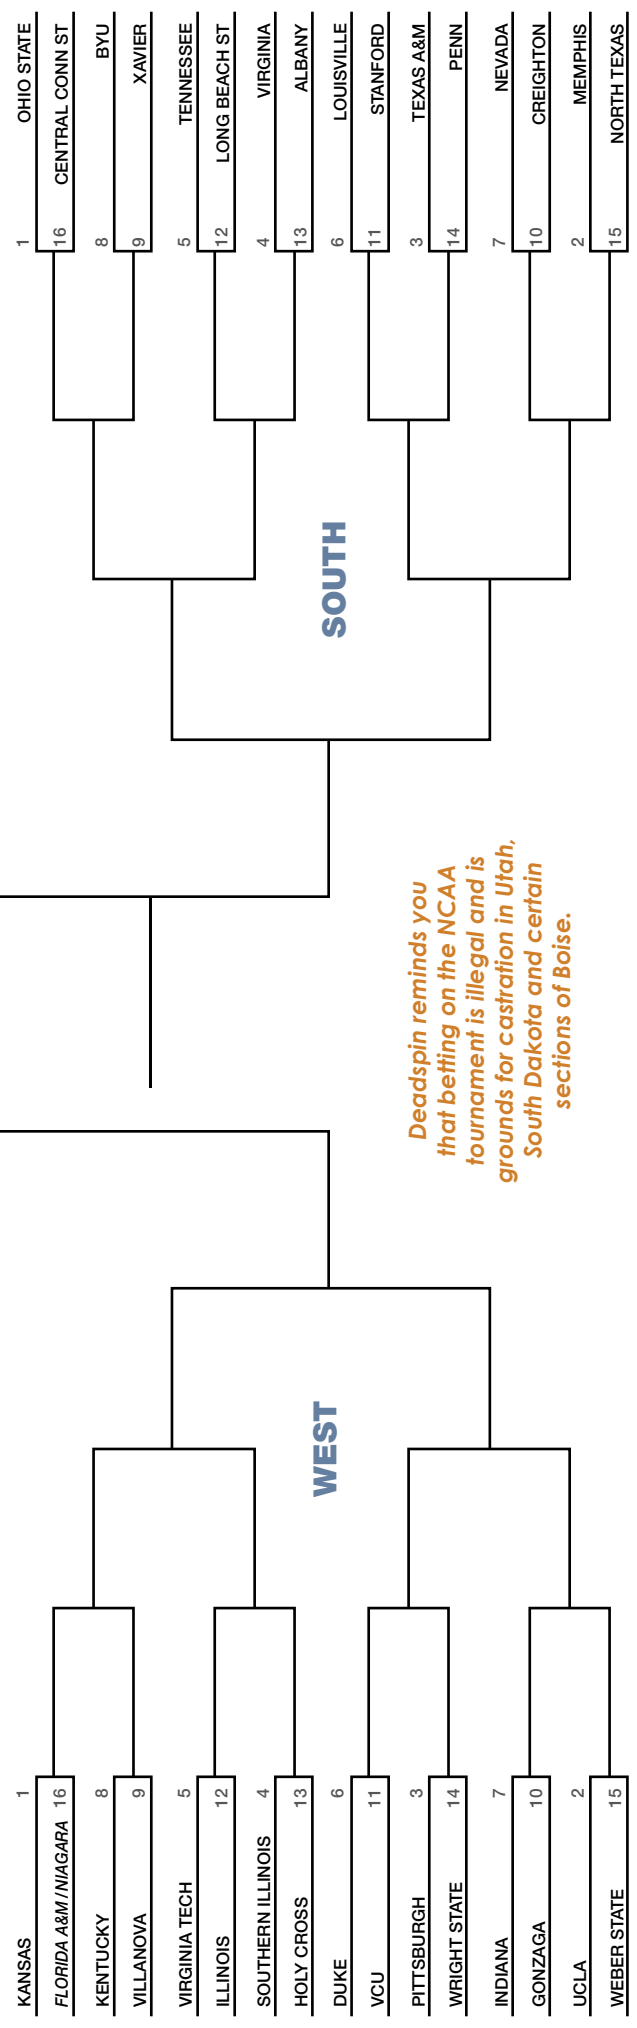 KANSAS 1
FLORIDA A&M / NIAGARA 16
KENTUCKY 8
VILLANOVA 9
VIRGINIA TECH 5
ILLINOIS 12
SOUTHERN ILLINOIS 4
HOLY CROSS 13
DUKE 6
VCU 11
PITTSBURGH 3
WRIGHT STATE 14
INDIANA 7
GONZAGA 10
UCLA 2
WEBER STATE 15
WEST
Deadspin reminds you
that betting on the NCAA
tournament is illegal and is
grounds for castration in Utah,
South Dakota and certain
sections of Boise.
SOUTH
1 OHIO STATE
16 CENTRAL CONN ST
8 BYU
9 XAVIER
5 TENNESSEE
12 LONG BEACH ST
4 VIRGINIA
13 ALBANY
6 LOUISVILLE
11 STANFORD
3 TEXAS A&M
14 PENN
7 NEVADA
10 CREIGHTON
2 MEMPHIS
15 NORTH TEXAS